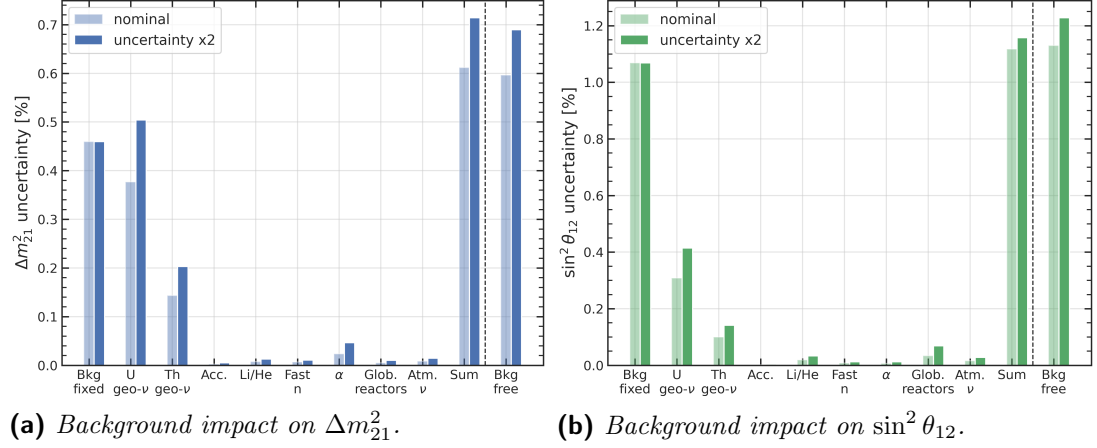 nominal
uncertainty x2
Δm²₂₁ uncertainty [%]
0.7
0.6
0.5
0.4
0.3
0.2
0.1
0.0
Bkg fixed
U geo-ν
Th geo-ν
Acc.
Li/He
Fast n
α
Glob. reactors
Atm. ν
Sum
Bkg free
(a) Background impact on Δm²₂₁.
nominal
uncertainty x2
sin² θ₁₂ uncertainty [%]
1.2
1.0
0.8
0.6
0.4
0.2
0.0
Bkg fixed
U geo-ν
Th geo-ν
Acc.
Li/He
Fast n
α
Glob. reactors
Atm. ν
Sum
Bkg free
(b) Background impact on sin² θ₁₂.